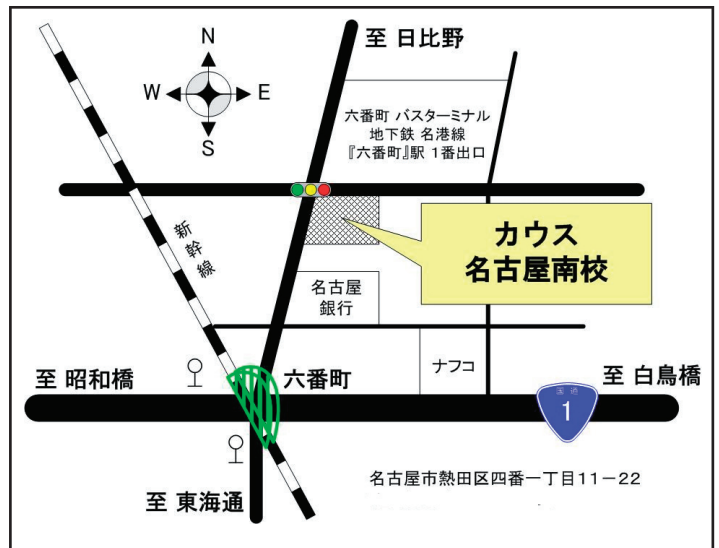 N
至 日比野
W
E
S
六番町 バスターミナル
地下鉄 名港線
『六番町』駅 1番出口
新幹線
カウス
名古屋南校
名古屋
銀行
ナフコ
至 昭和橋
六番町
至 白鳥橋
国道
1
名古屋市熱田区四番一丁目11－22
至 東海通